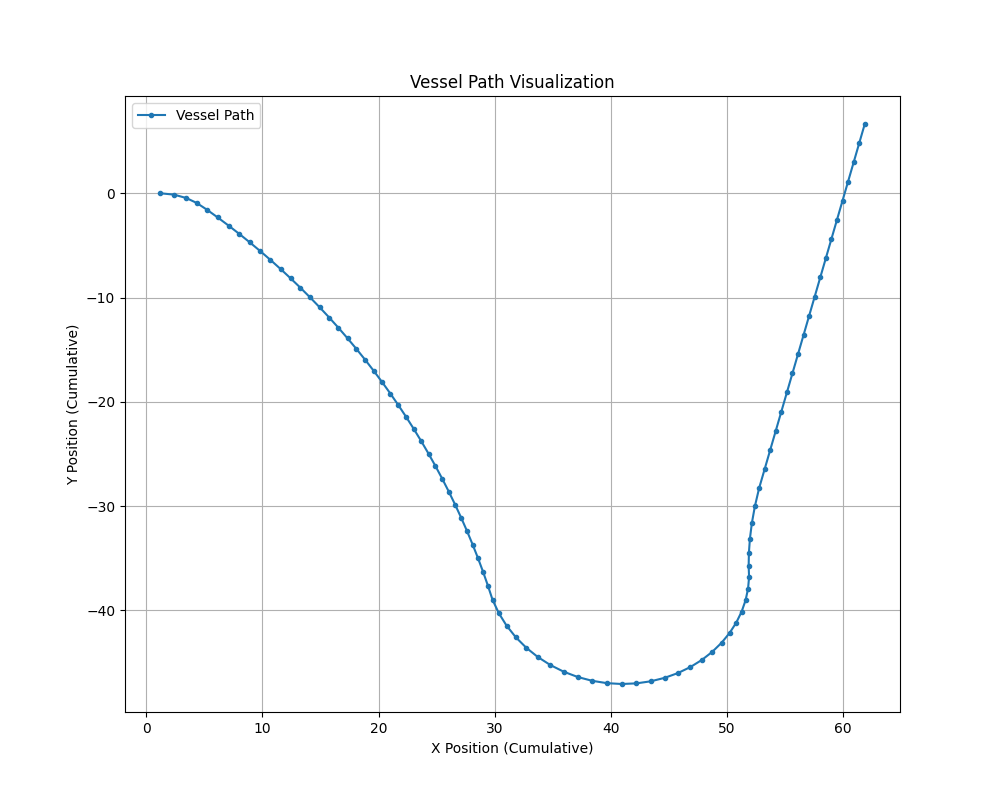 Vessel Path Visualization
Vessel Path
Y Position (Cumulative)
0
−10
−20
−30
−40
0 10 20 30 40 50 60
X Position (Cumulative)